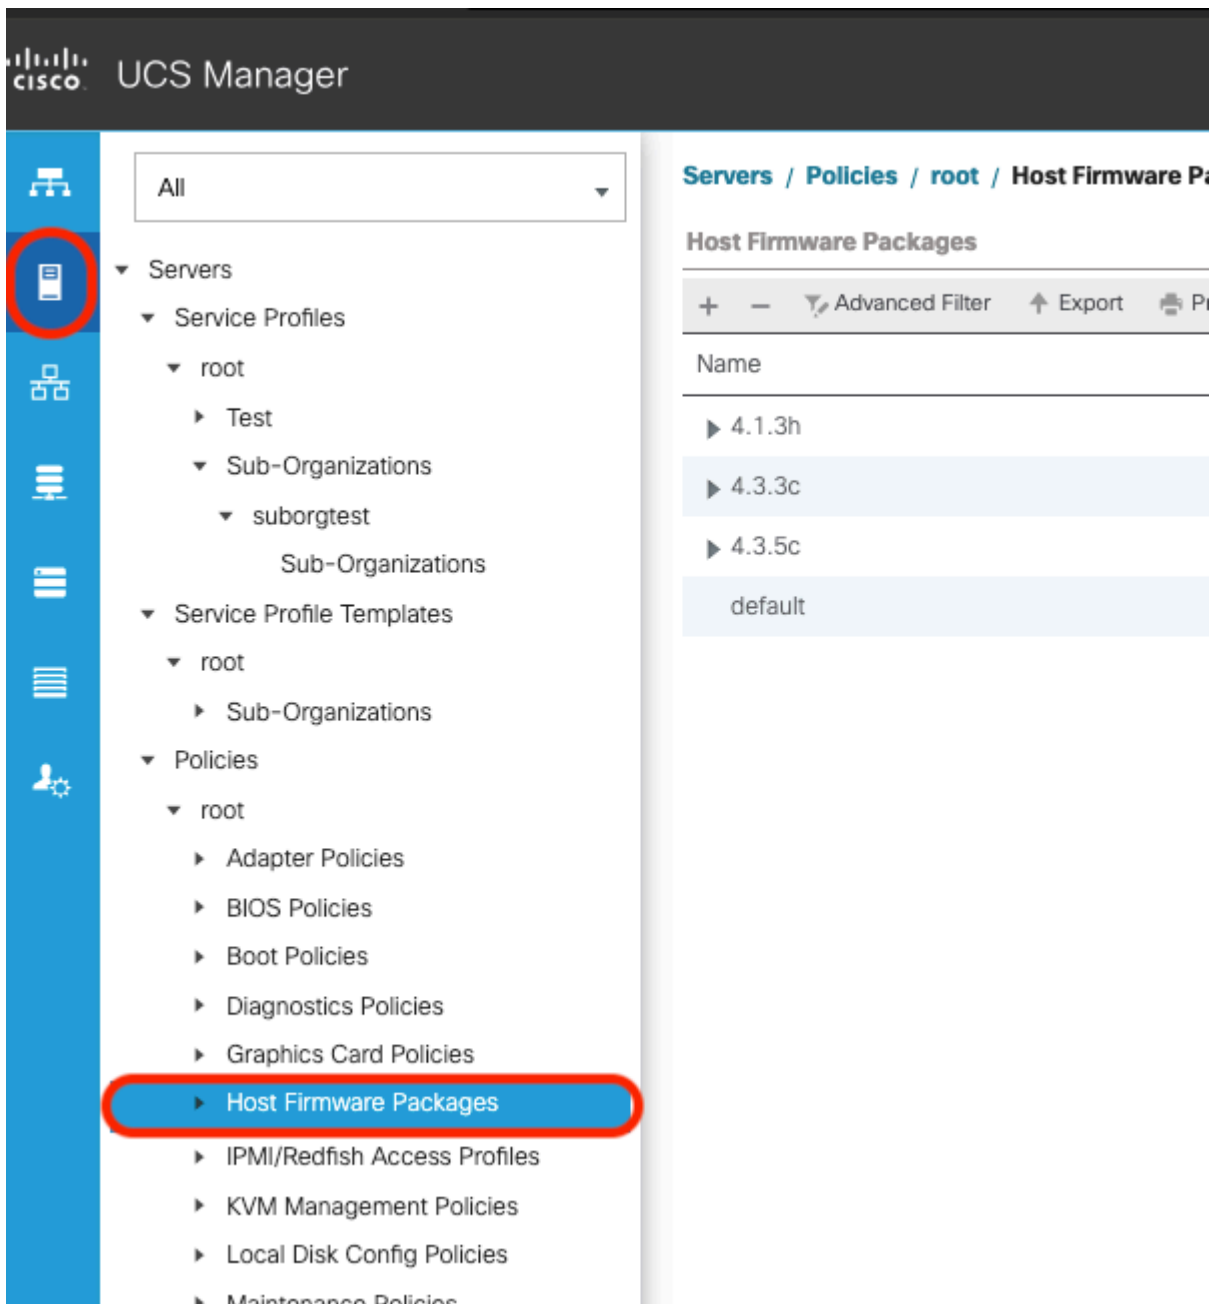 cisco UCS Manager
All
Servers
Service Profiles
root
Test
Sub-Organizations
suborgtest
Sub-Organizations
Service Profile Templates
root
Sub-Organizations
Policies
root
Adapter Policies
BIOS Policies
Boot Policies
Diagnostics Policies
Graphics Card Policies
Host Firmware Packages
IPMI/Redfish Access Profiles
KVM Management Policies
Local Disk Config Policies
Maintenance Policies
Servers / Policies / root / Host Firmware Pa
Host Firmware Packages
+ − Advanced Filter Export Pr
Name
4.1.3h
4.3.3c
4.3.5c
default